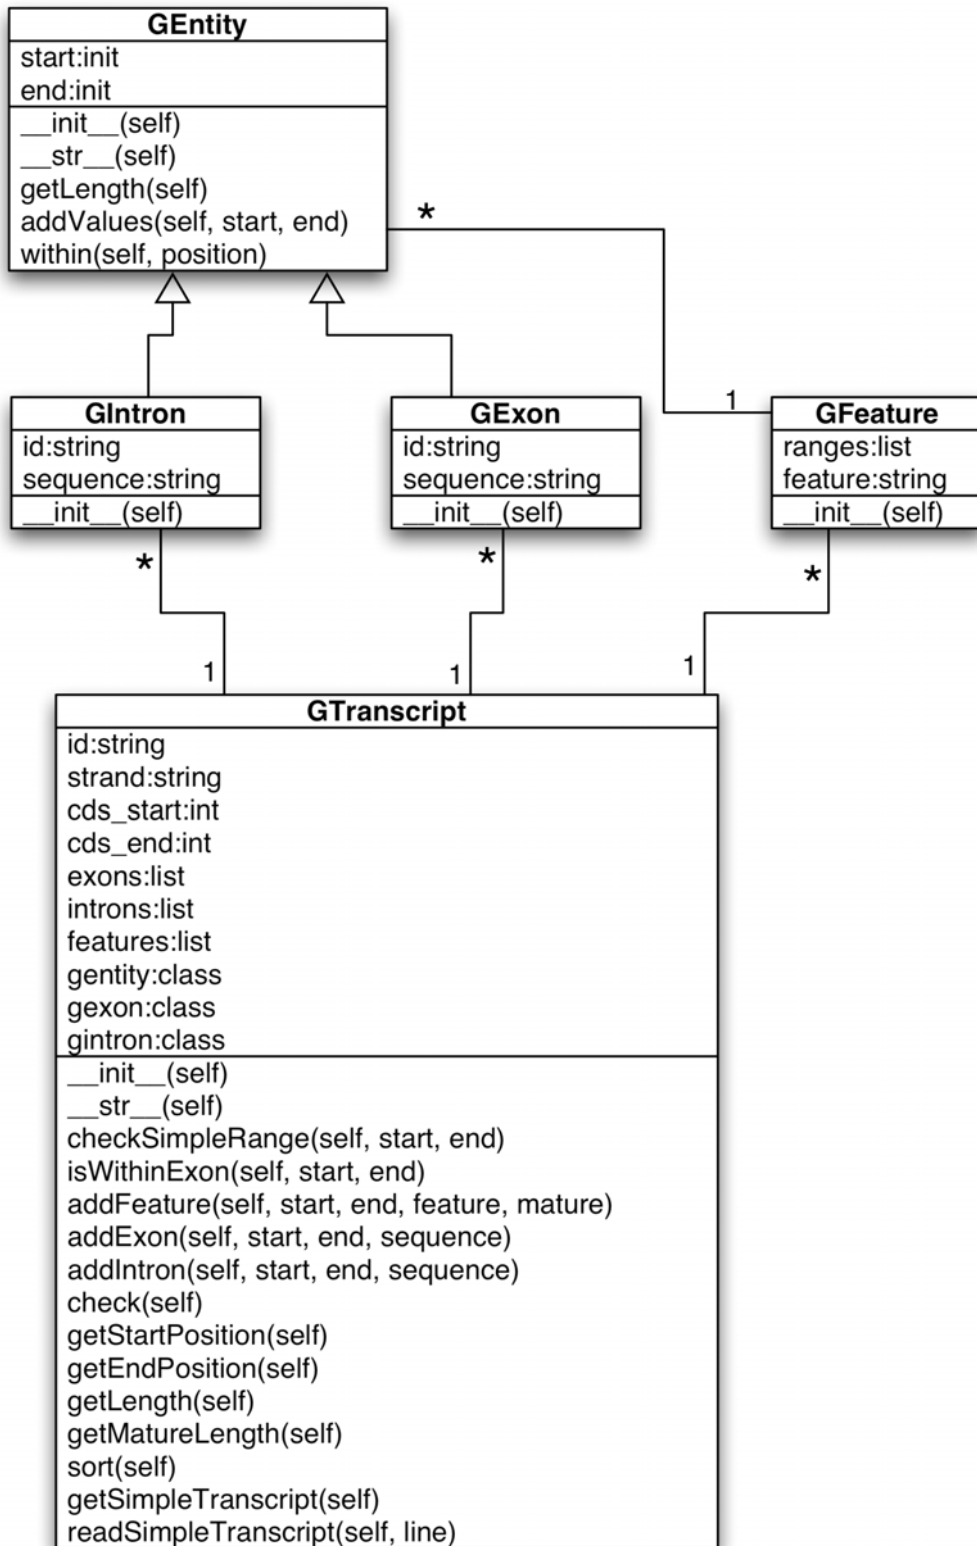 GEntity
start:init
end:init
__init__(self)
__str__(self)
getLength(self)
addValues(self, start, end)
within(self, position)
*
1
GIntron
id:string
sequence:string
__init__(self)
GExon
id:string
sequence:string
__init__(self)
GFeature
ranges:list
feature:string
__init__(self)
*
*
*
1
1
1
GTranscript
id:string
strand:string
cds_start:int
cds_end:int
exons:list
introns:list
features:list
gentity:class
gexon:class
gintron:class
__init__(self)
__str__(self)
checkSimpleRange(self, start, end)
isWithinExon(self, start, end)
addFeature(self, start, end, feature, mature)
addExon(self, start, end, sequence)
addIntron(self, start, end, sequence)
check(self)
getStartPosition(self)
getEndPosition(self)
getLength(self)
getMatureLength(self)
sort(self)
getSimpleTranscript(self)
readSimpleTranscript(self, line)